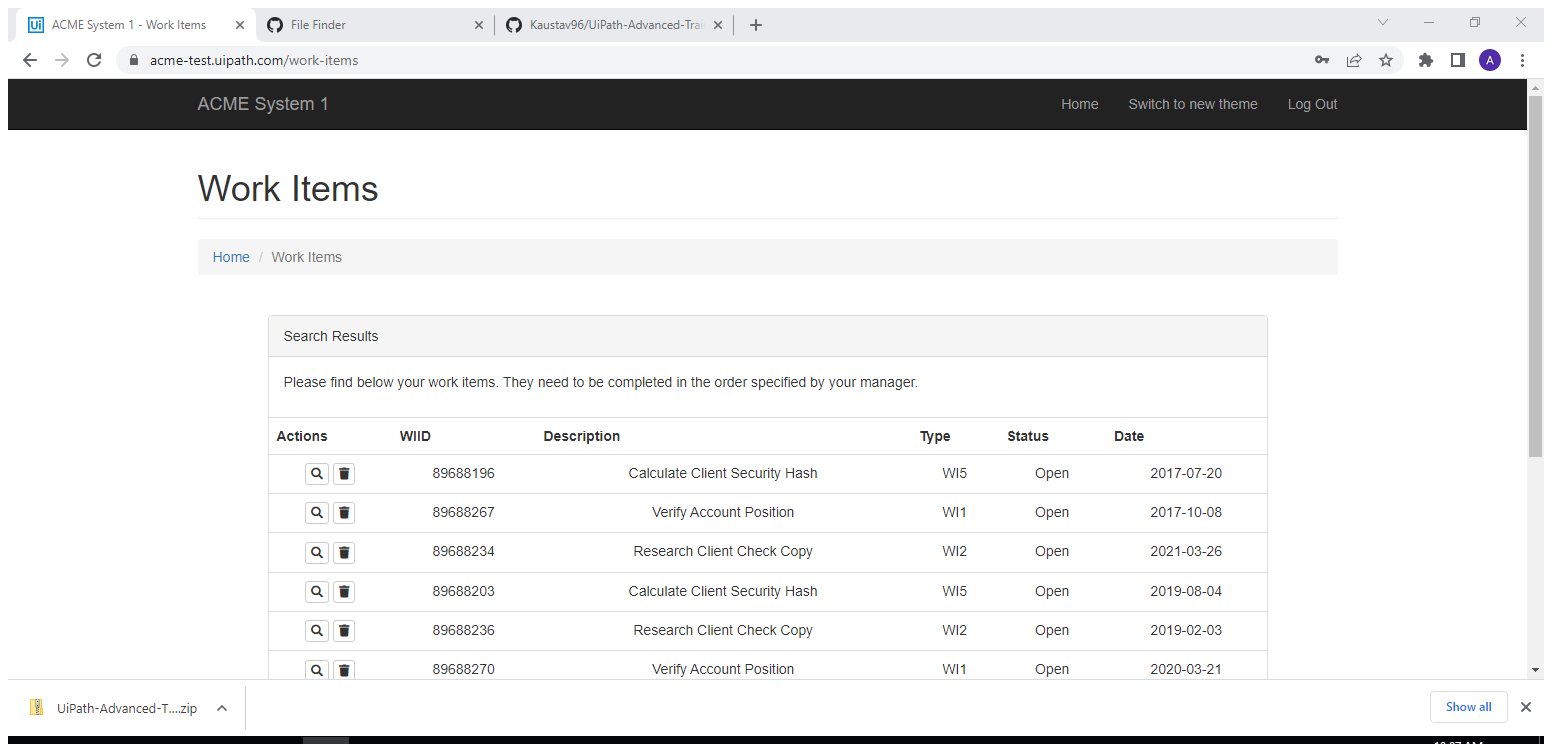 Ui ACME System 1 - Work Items File Finder Kaustav96/UiPath-Advanced-Trai
acme-test.uipath.com/work-items A
ACME System 1 Home Switch to new theme Log Out
Work Items
Home / Work Items
Search Results
Please find below your work items. They need to be completed in the order specified by your manager.
Actions WIID Description Type Status Date
89688196 Calculate Client Security Hash WI5 Open 2017-07-20
89688267 Verify Account Position WI1 Open 2017-10-08
89688234 Research Client Check Copy WI2 Open 2021-03-26
89688203 Calculate Client Security Hash WI5 Open 2019-08-04
89688236 Research Client Check Copy WI2 Open 2019-02-03
89688270 Verify Account Position WI1 Open 2020-03-21
UiPath-Advanced-T....zip Show all